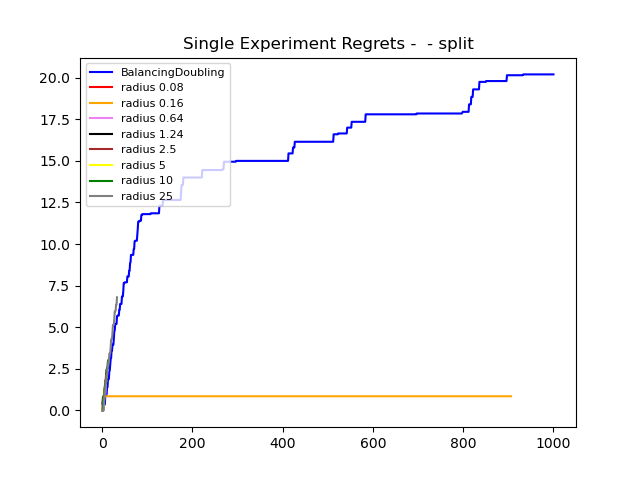 Single Experiment Regrets -  - split
BalancingDoubling
radius 0.08
radius 0.16
radius 0.64
radius 1.24
radius 2.5
radius 5
radius 10
radius 25
20.0
17.5
15.0
12.5
10.0
7.5
5.0
2.5
0.0
0 200 400 600 800 1000